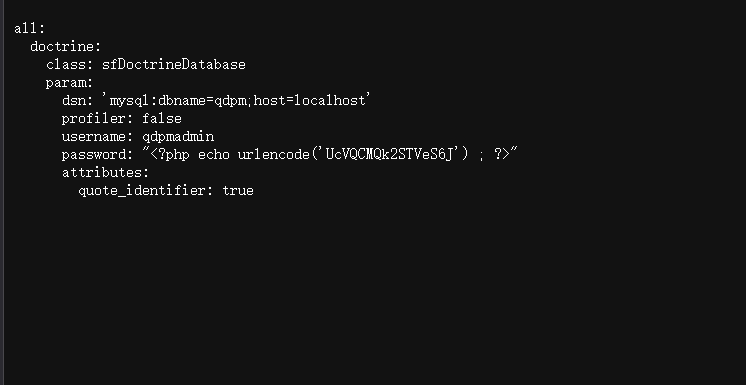 all:
  doctrine:
    class: sfDoctrineDatabase
    param:
      dsn: 'mysql:dbname=qdpm;host=localhost'
      profiler: false
      username: qdpmadmin
      password: "<?php echo urlencode('UcVQCMQk2STVeS6J') ; ?>"
      attributes:
        quote_identifier: true